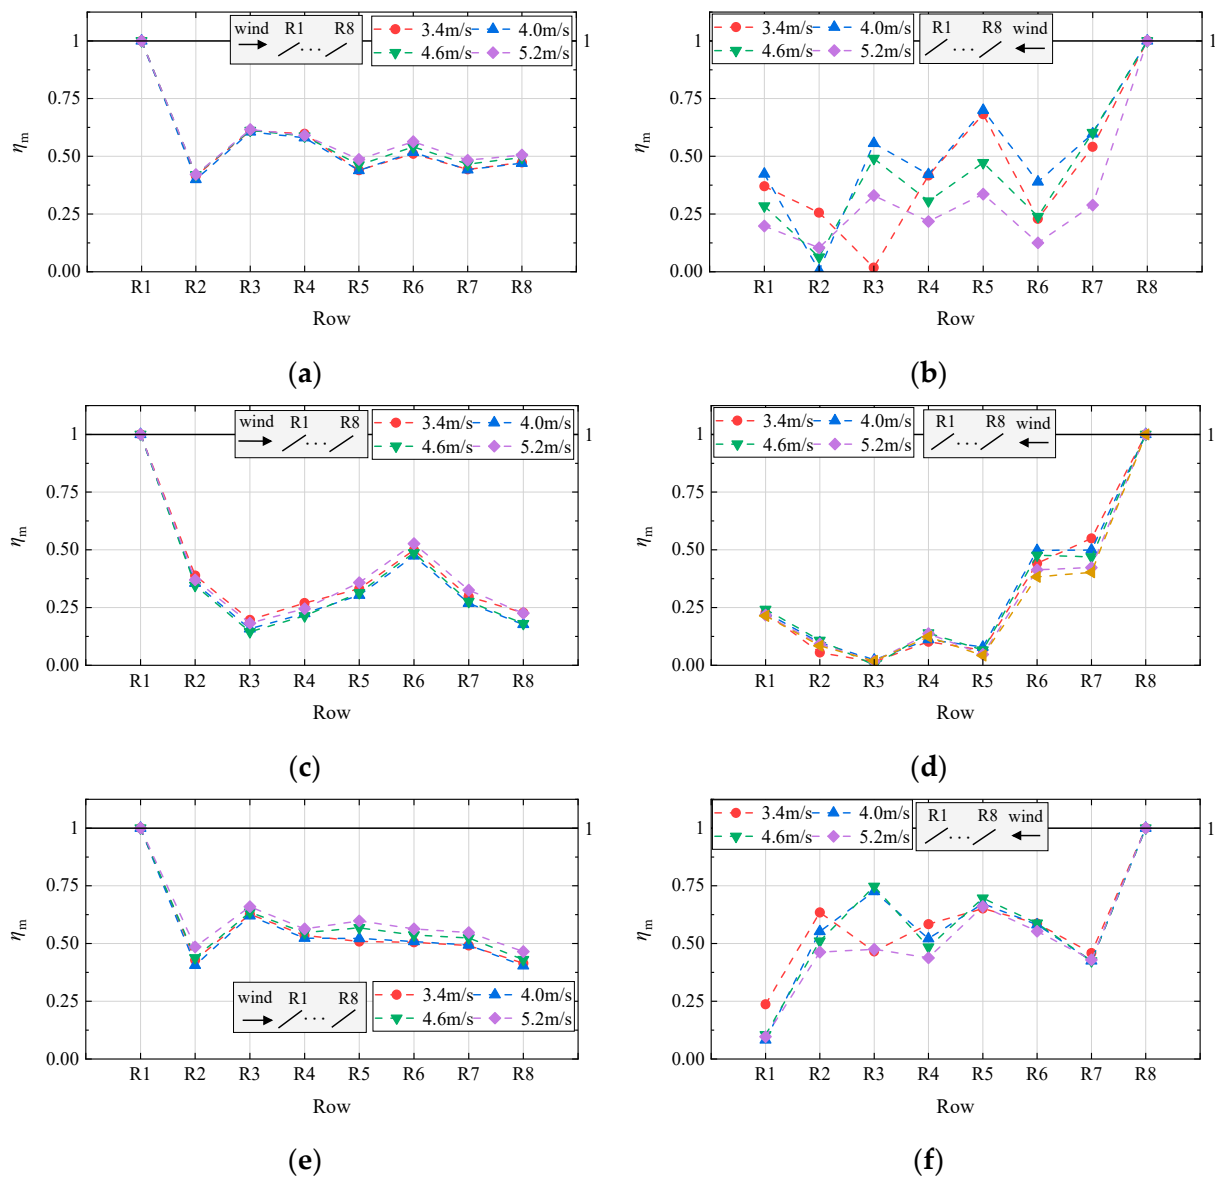 wind R1 R8
3.4m/s 4.0m/s
4.6m/s 5.2m/s
1 1
0.75
0.50
0.25
0.00
ηm
R1 R2 R3 R4 R5 R6 R7 R8
Row
(a)
3.4m/s 4.0m/s
4.6m/s 5.2m/s
R1 R8 wind
1 1
0.75
0.50
0.25
0.00
ηm
R1 R2 R3 R4 R5 R6 R7 R8
Row
(b)
wind R1 R8
3.4m/s 4.0m/s
4.6m/s 5.2m/s
1 1
0.75
0.50
0.25
0.00
ηm
R1 R2 R3 R4 R5 R6 R7 R8
Row
(c)
3.4m/s 4.0m/s
4.6m/s 5.2m/s
R1 R8 wind
1 1
0.75
0.50
0.25
0.00
ηm
R1 R2 R3 R4 R5 R6 R7 R8
Row
(d)
1 1
0.75
0.50
0.25
0.00
ηm
wind R1 R8
3.4m/s 4.0m/s
4.6m/s 5.2m/s
R1 R2 R3 R4 R5 R6 R7 R8
Row
(e)
3.4m/s 4.0m/s
4.6m/s 5.2m/s
R1 R8 wind
1 1
0.75
0.50
0.25
0.00
ηm
R1 R2 R3 R4 R5 R6 R7 R8
Row
(f)